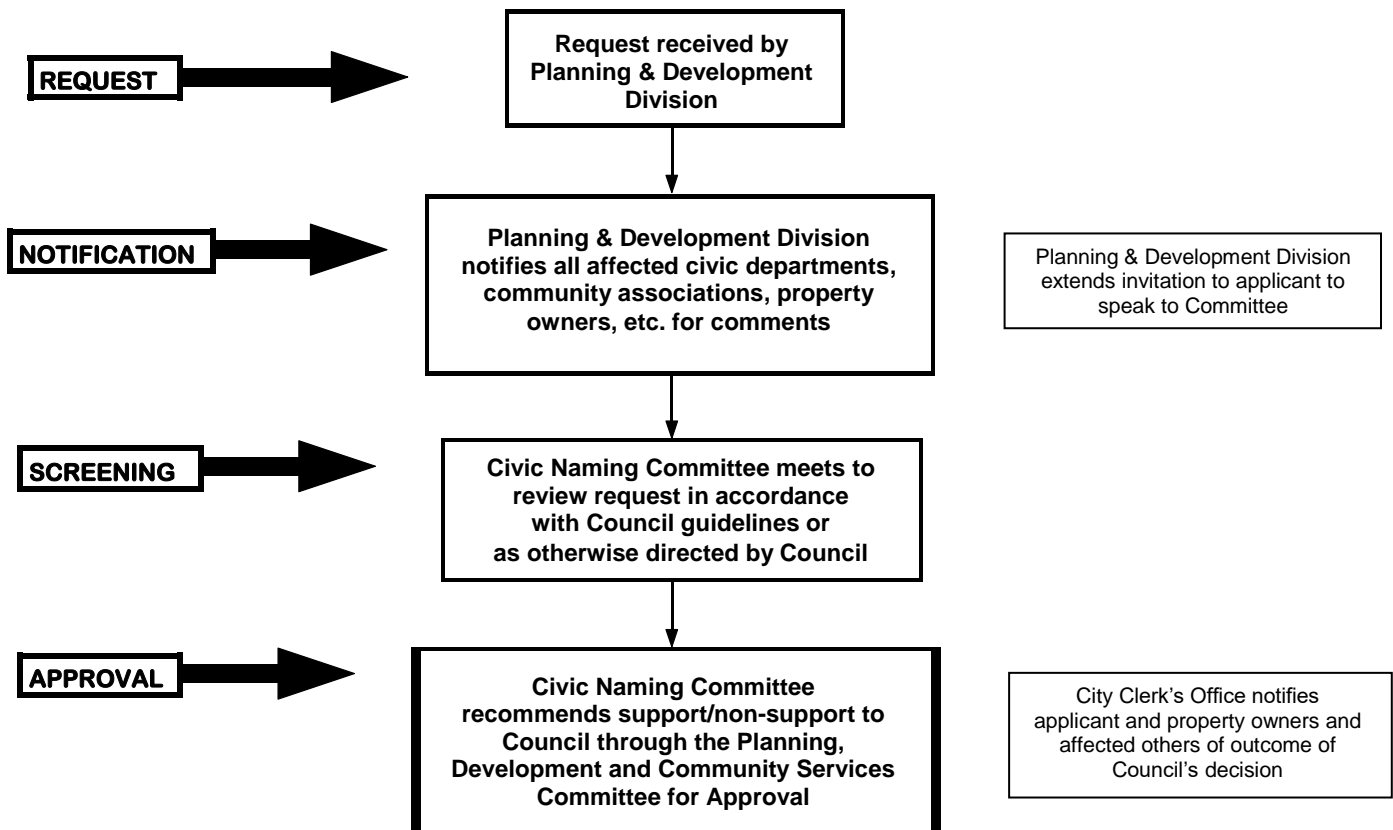 REQUEST
Request received by
Planning & Development
Division
NOTIFICATION
Planning & Development Division
notifies all affected civic departments,
community associations, property
owners, etc. for comments
Planning & Development Division
extends invitation to applicant to
speak to Committee
SCREENING
Civic Naming Committee meets to
review request in accordance
with Council guidelines or
as otherwise directed by Council
APPROVAL
Civic Naming Committee
recommends support/non-support to
Council through the Planning,
Development and Community Services
Committee for Approval
City Clerk's Office notifies
applicant and property owners and
affected others of outcome of
Council's decision